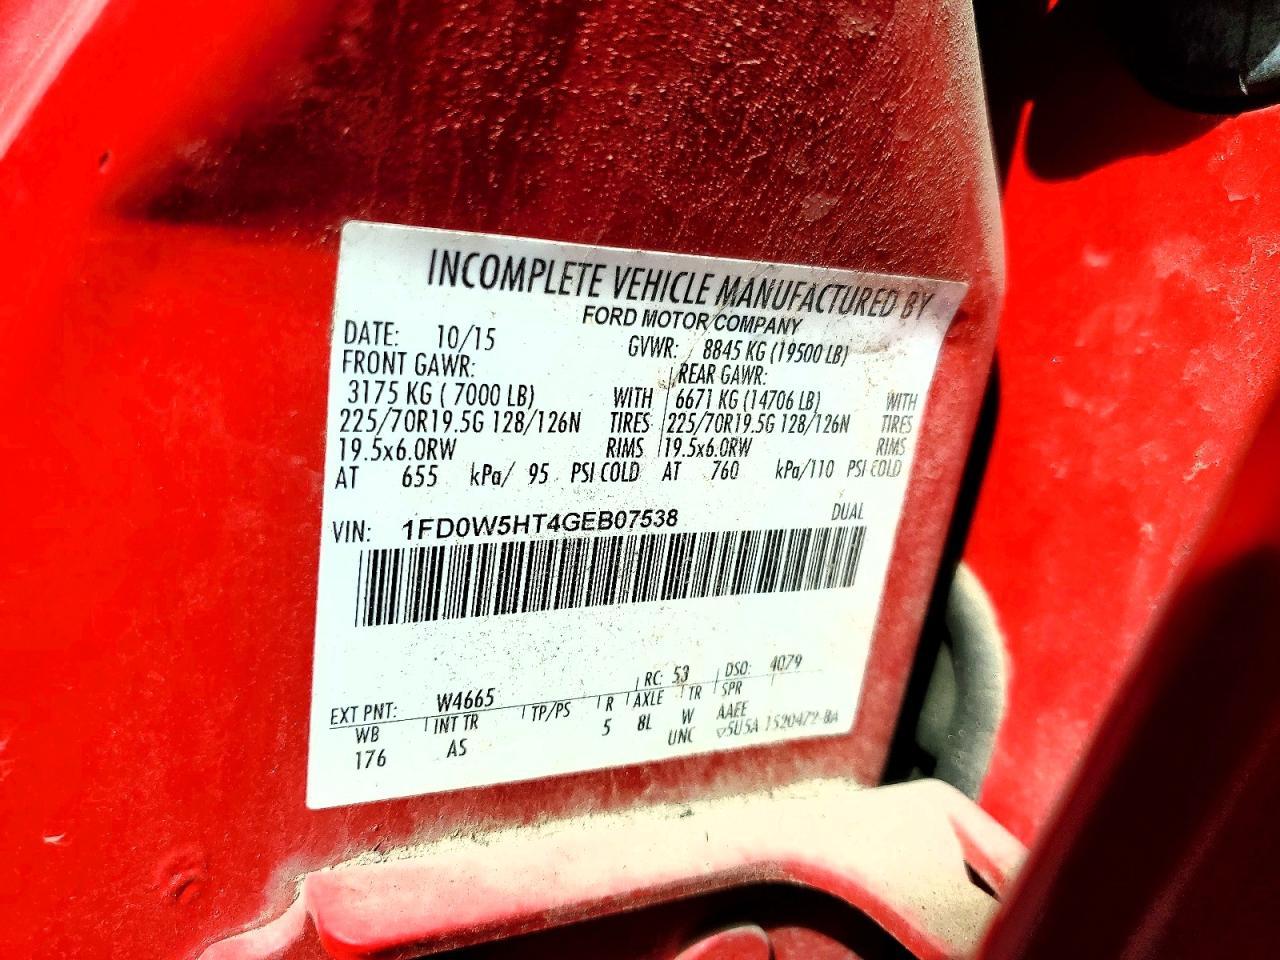 INCOMPLETE VEHICLE MANUFACTURED BY
FORD MOTOR COMPANY
DATE: 10/15 GVWR: 8845 KG (19500 LB)
FRONT GAWR: REAR GAWR:
3175 KG ( 7000 LB) WITH 6671 KG (14706 LB) WITH
225/70R19.5G 128/126N TIRES 225/70R19.5G 128/126N TIRES
19.5x6.0RW RIMS 19.5x6.0RW RIMS
AT 655 kPa/ 95 PSI COLD AT 760 kPa/110 PSI COLD
VIN: 1FD0W5HT4GEB07538 DUAL
EXT PNT: W4665 RC: 53 DSO: 4079
WB INT TR TP/PS R AXLE TR SPR
176 AS 5 8L W AAEE
UNC ▽5U5A 1520472-BA